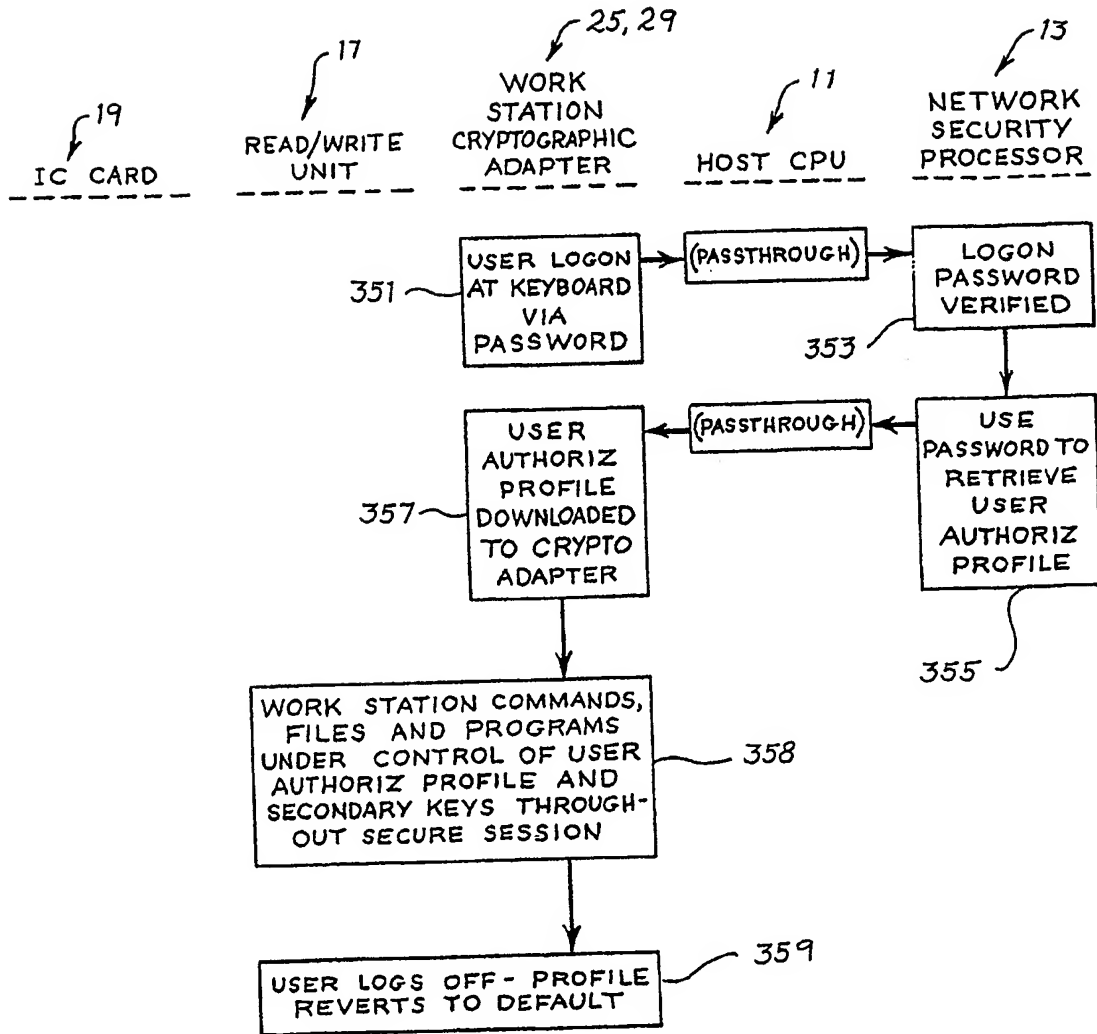 25, 29
17
13
19
11
WORK
STATION
CRYPTOGRAPHIC
ADAPTER
NETWORK
SECURITY
PROCESSOR
READ/WRITE
UNIT
IC CARD
HOST CPU
351
USER LOGON
AT KEYBOARD
VIA
PASSWORD
(PASSTHROUGH)
LOGON
PASSWORD
VERIFIED
353
357
USER
AUTHORIZ
PROFILE
DOWNLOADED
TO CRYPTO
ADAPTER
(PASSTHROUGH)
USE
PASSWORD TO
RETRIEVE
USER
AUTHORIZ
PROFILE
355
WORK STATION COMMANDS,
FILES AND PROGRAMS
UNDER CONTROL OF USER
AUTHORIZ PROFILE AND
SECONDARY KEYS THROUGH-
OUT SECURE SESSION
358
USER LOGS OFF - PROFILE
REVERTS TO DEFAULT
359